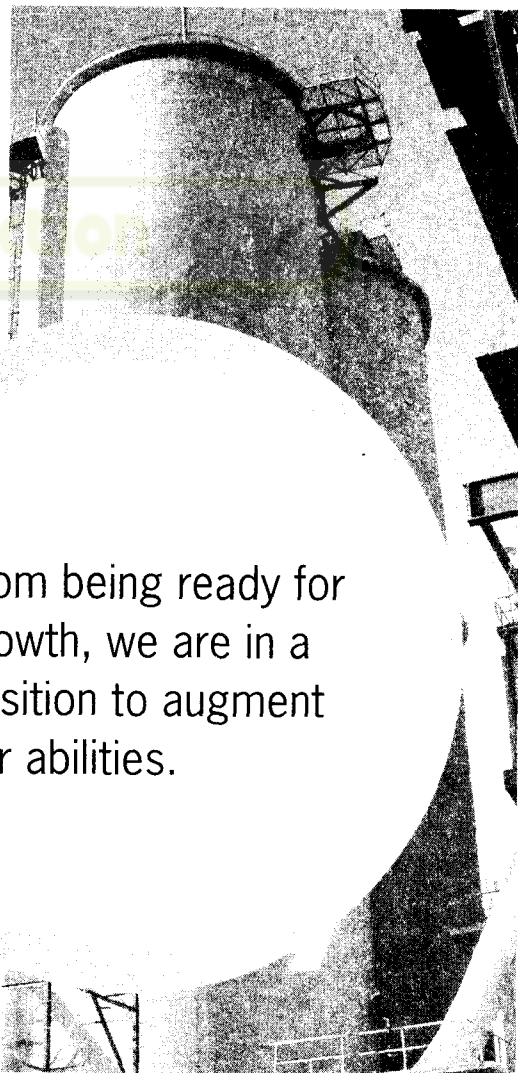 om being ready for
owth, we are in a
sition to augment
r abilities.